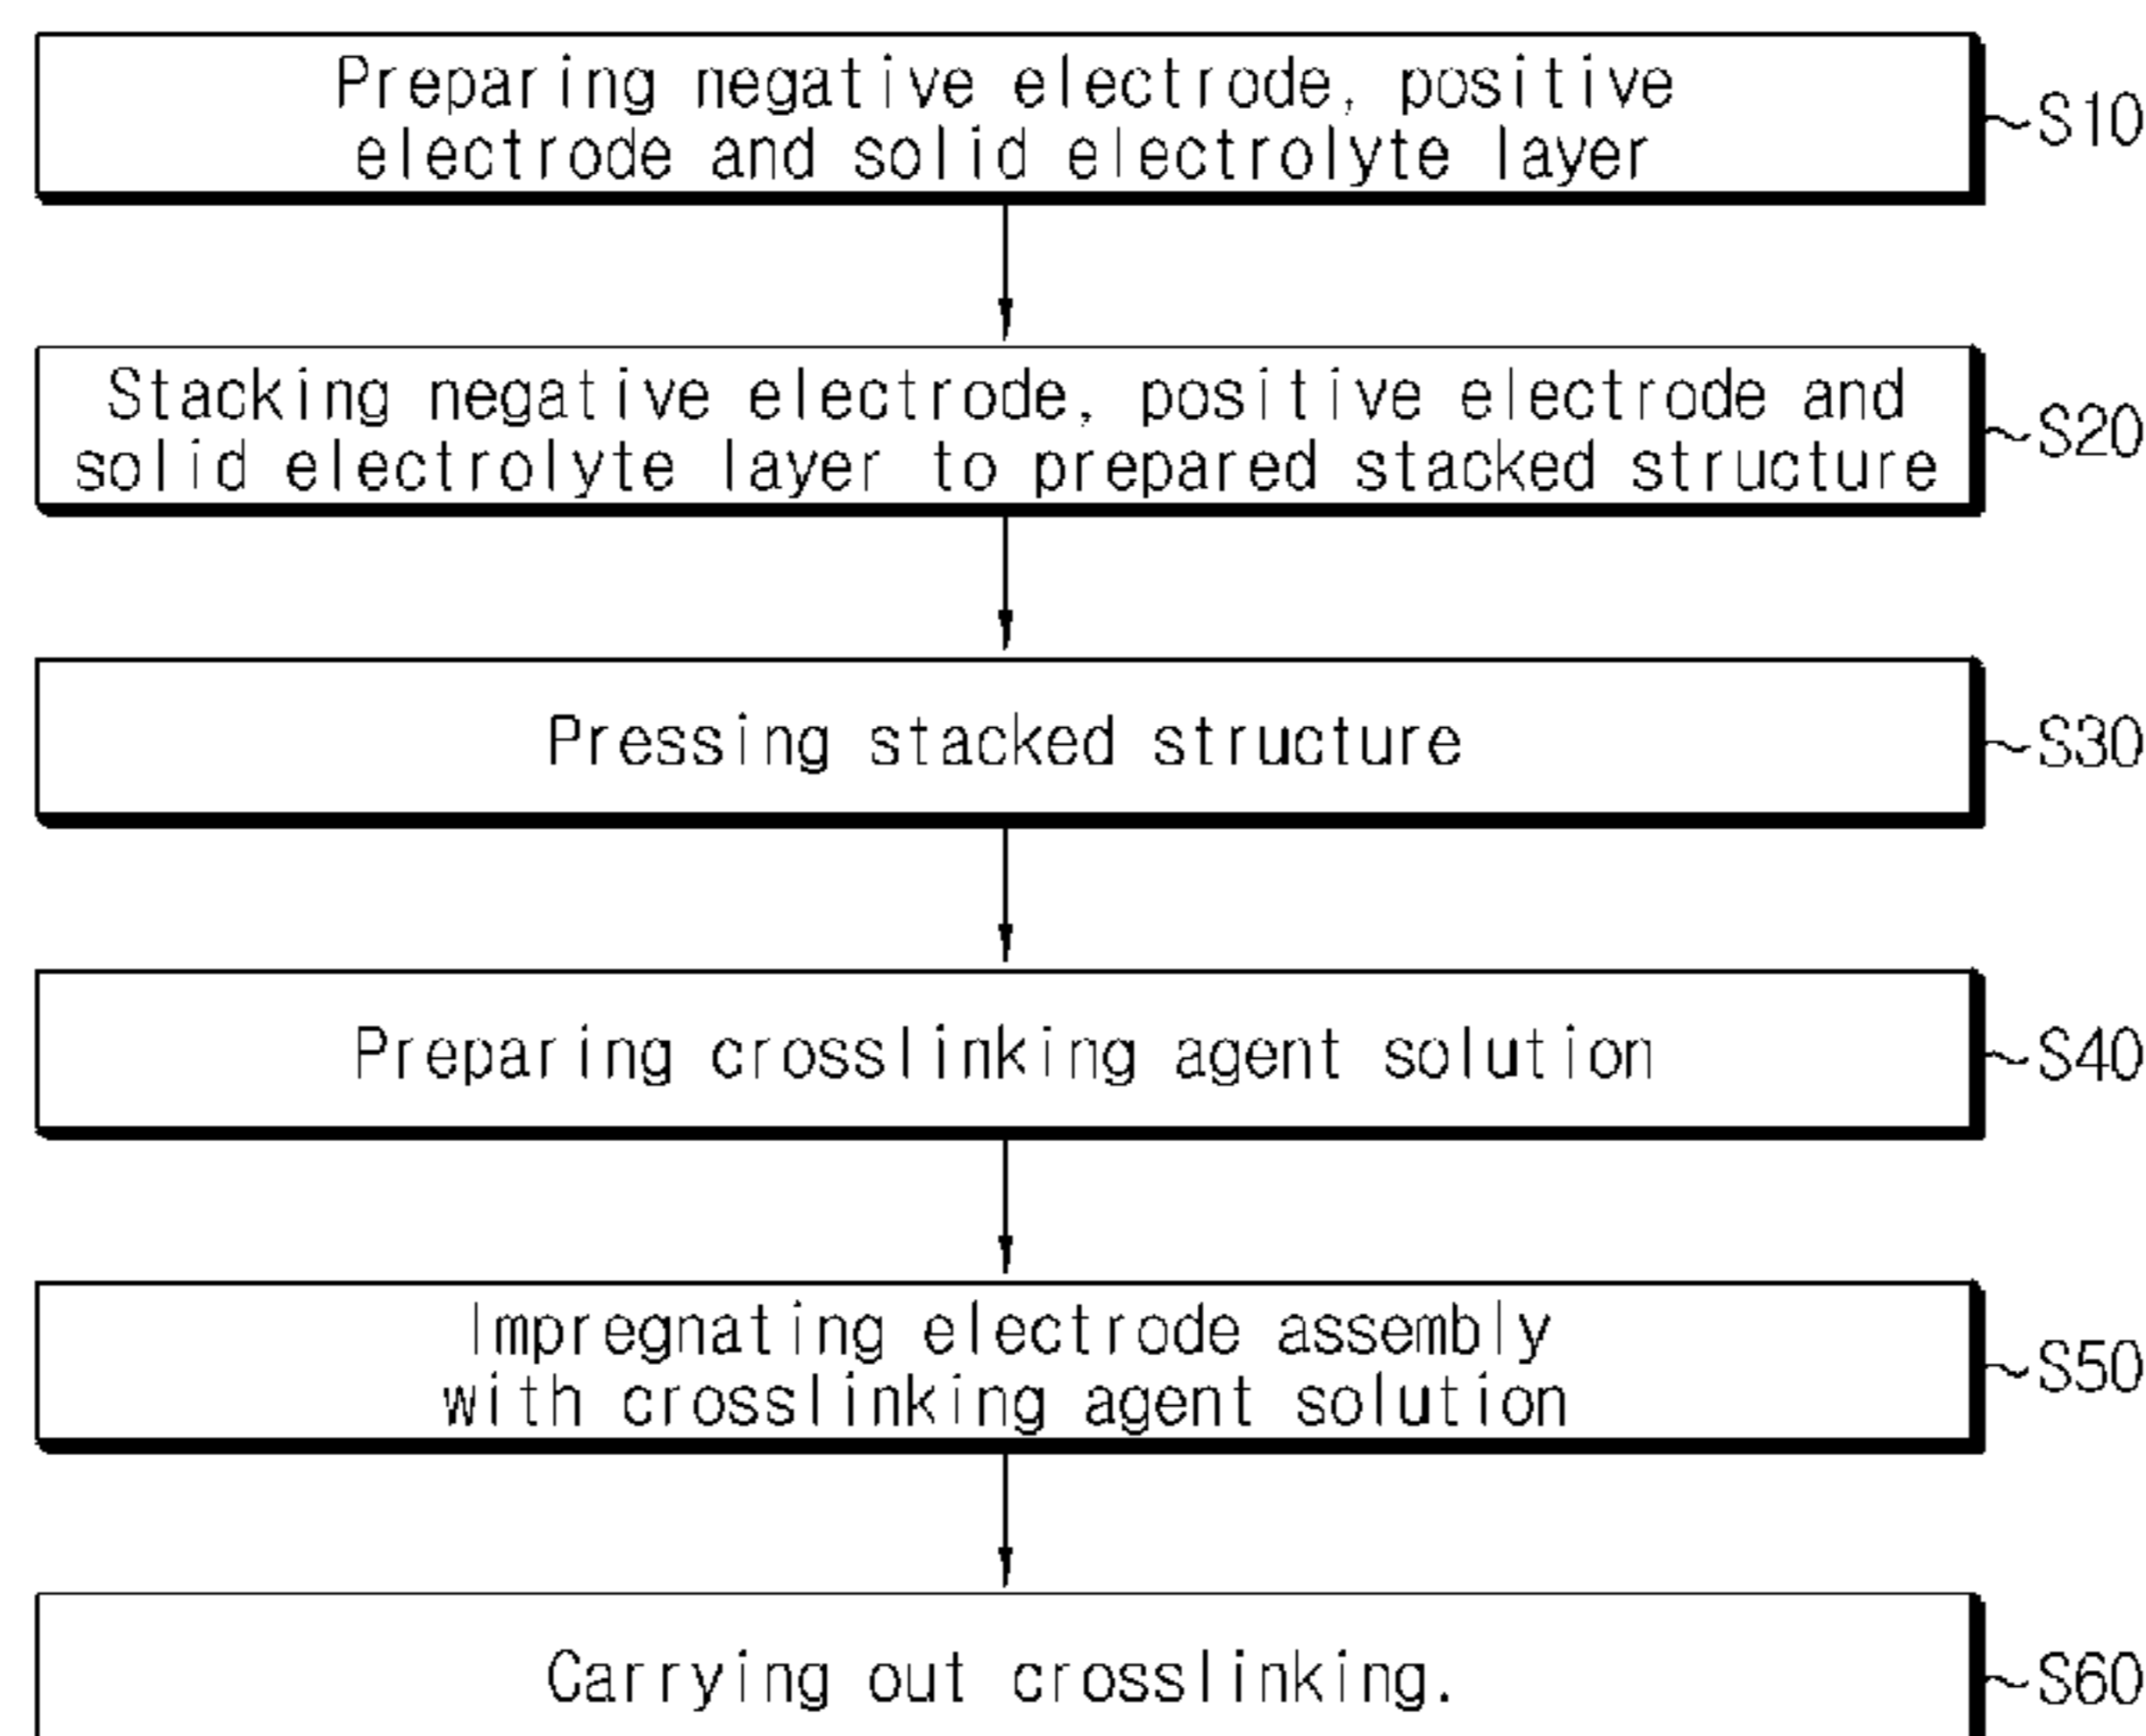 Preparing negative electrode, positive
electrode and solid electrolyte layer
S10
Stacking negative electrode, positive electrode and
solid electrolyte layer to prepared stacked structure
S20
Pressing stacked structure
S30
Preparing crosslinking agent solution
S40
Impregnating electrode assembly
with crosslinking agent solution
S50
Carrying out crosslinking.
S60